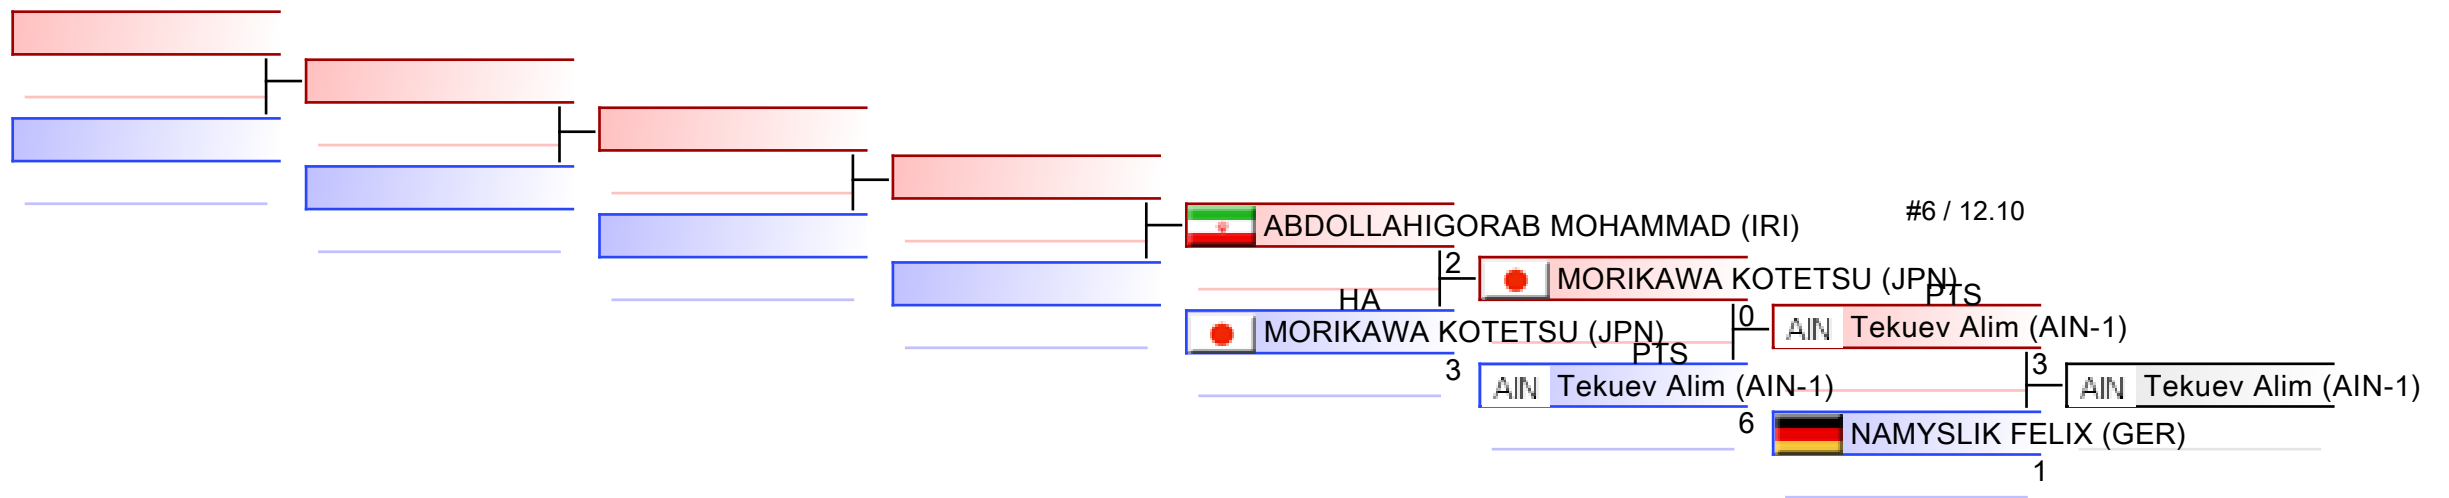 #6 / 12.10
ABDOLLAHIGORAB MOHAMMAD (IRI)
2
MORIKAWA KOTETSU (JPN)
HA
PTS
MORIKAWA KOTETSU (JPN)
0
AIN Tekuev Alim (AIN-1)
PTS
3
3
AIN Tekuev Alim (AIN-1)
AIN Tekuev Alim (AIN-1)
6
NAMYSLIK FELIX (GER)
1